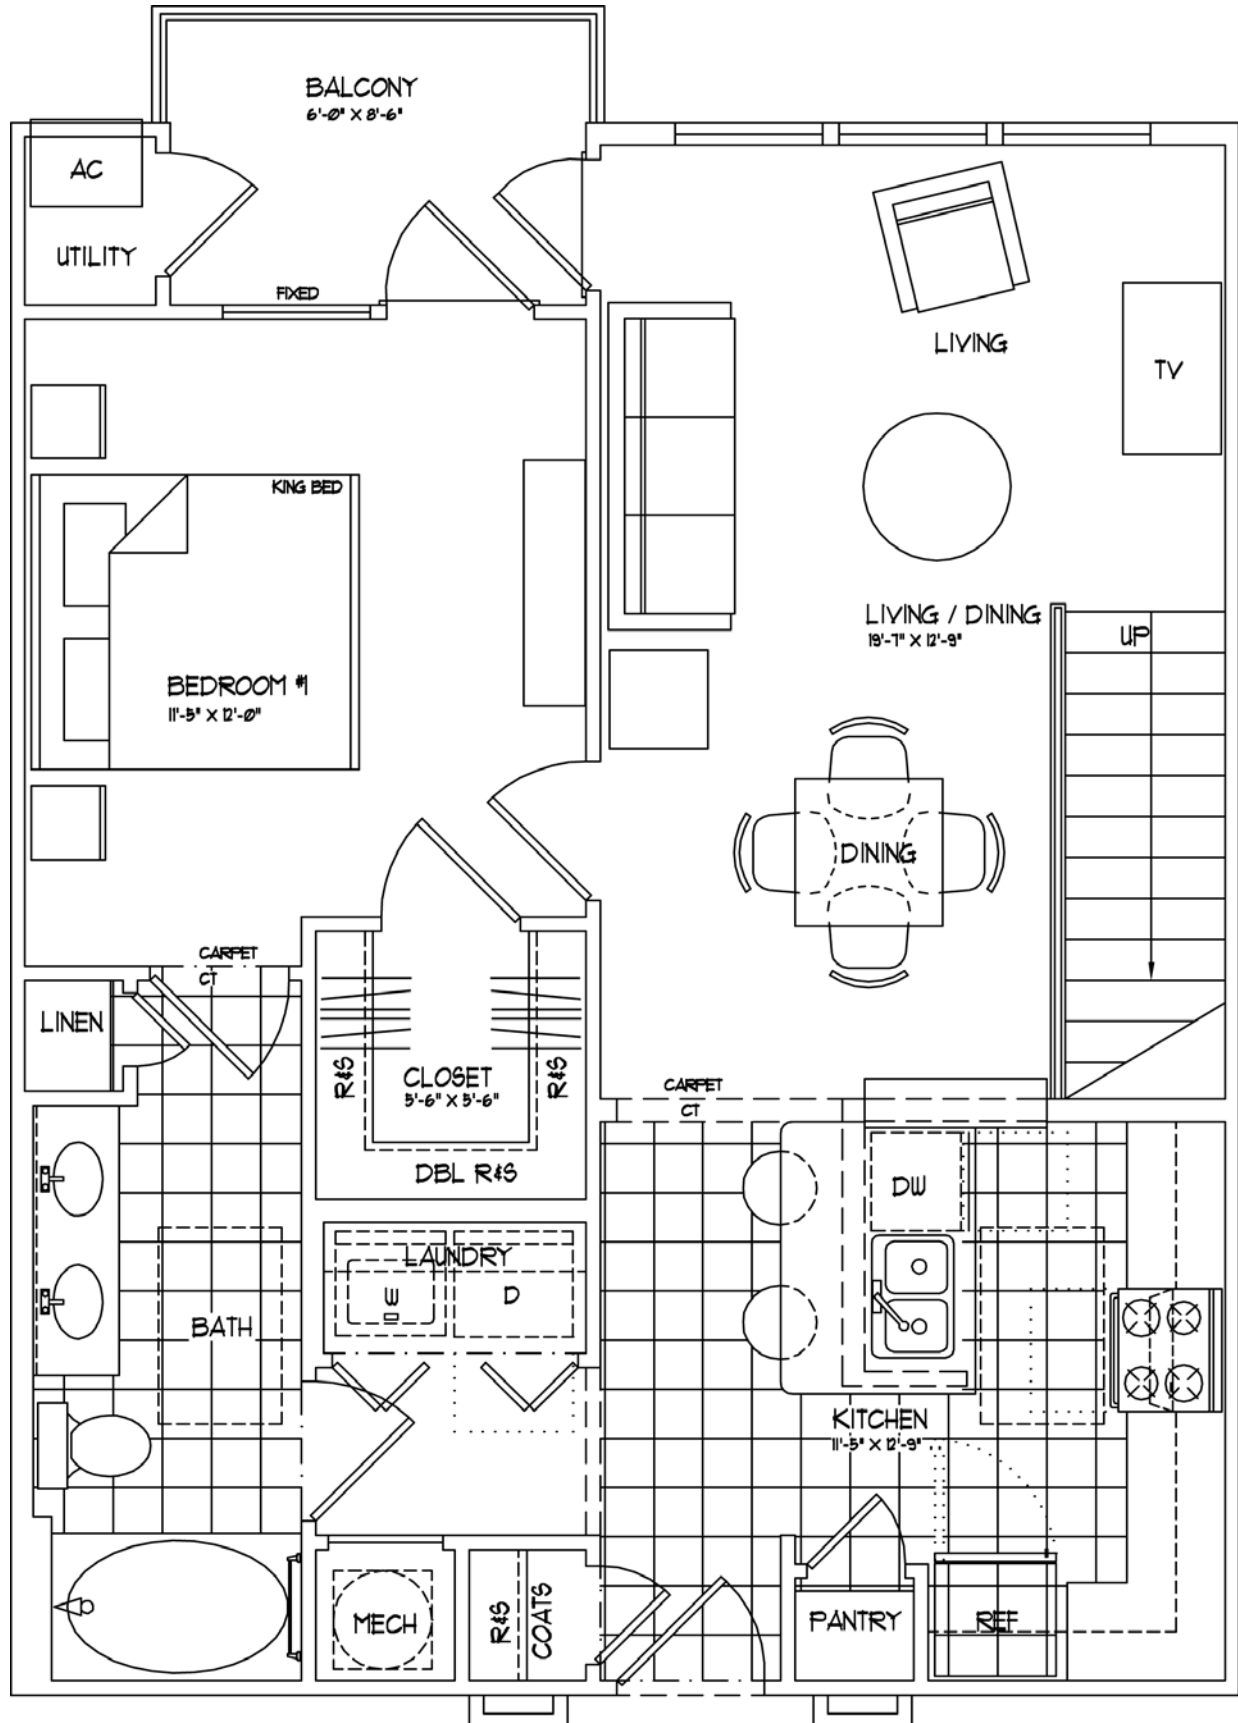 BALCONY
6'-0" X 8'-6"
AC
UTILITY
FIXED
LIVING
TV
KING BED
LIVING / DINING
19'-7" X 12'-9"
UP
BEDROOM #1
11'-5" X 12'-0"
DINING
CARPET
CT
LINEN
R&S
CLOSET
5'-6" X 5'-6"
R&S
CARPET
CT
DBL R&S
DW
LAUNDRY
W
D
BATH
KITCHEN
11'-5" X 12'-9"
MECH
R&S
COATS
PANTRY
REF